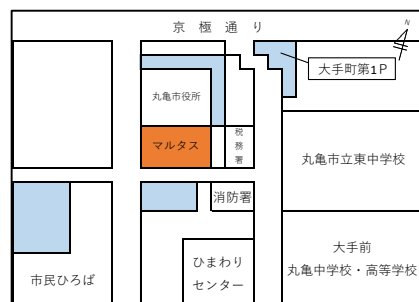 京極通り
N
大手町第1P
丸亀市役所
マルタス
税務署
丸亀市立東中学校
消防署
市民ひろば
ひまわり
センター
大手前
丸亀中学校・高等学校